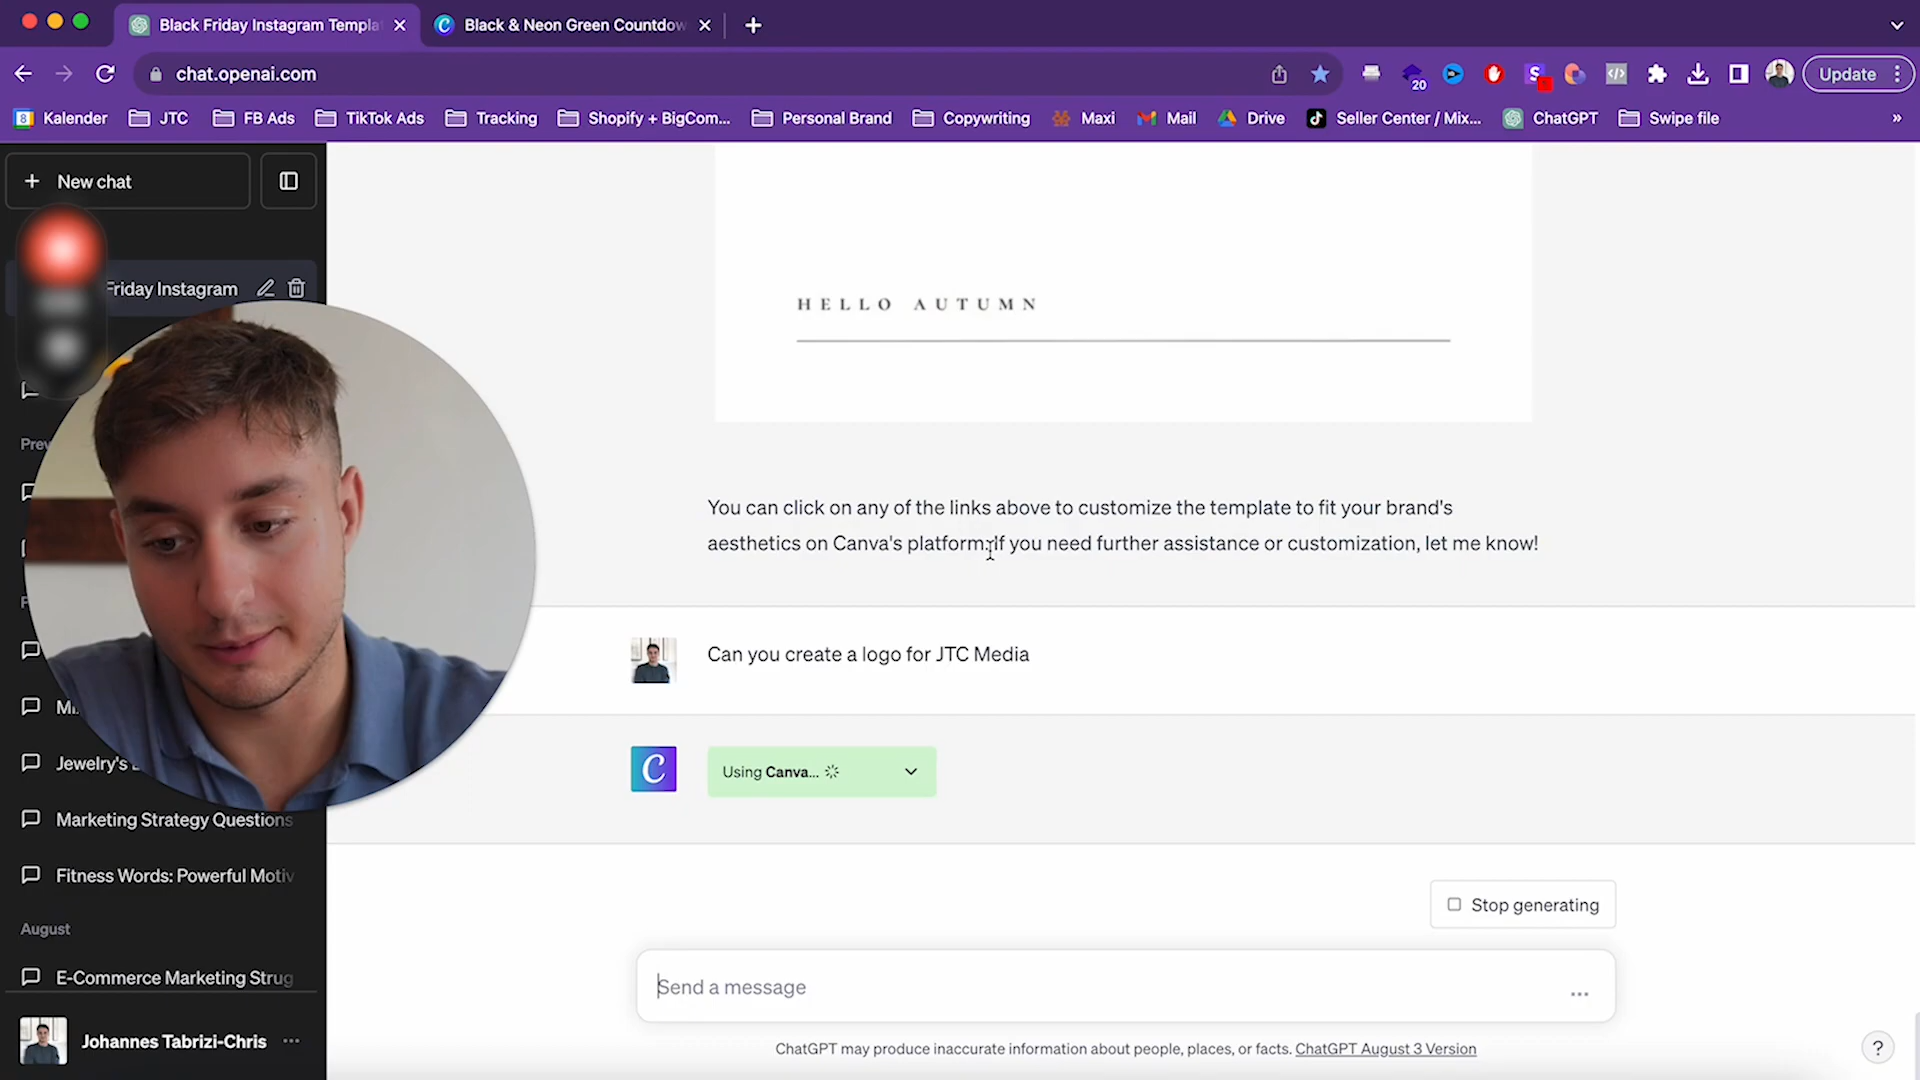 Black Friday Instagram Templa
Black & Neon Green Countdow
chat.openai.com
20
S
Update
8 Kalender
JTC
FB Ads
TikTok Ads
Tracking
Shopify + BigCom...
Personal Brand
Copywriting
Maxi
Mail
Drive
Seller Center / Mix...
ChatGPT
Swipe file
»
+ New chat
Friday Instagram
Prev
Jewelry's
Marketing Strategy Questions
Fitness Words: Powerful Motiv
August
E-Commerce Marketing Strug
Johannes Tabrizi-Chris ...
HELLO AUTUMN
You can click on any of the links above to customize the template to fit your brand's
aesthetics on Canva's platform. If you need further assistance or customization, let me know!
Can you create a logo for JTC Media
C
Using Canva...
Stop generating
Send a message
...
ChatGPT may produce inaccurate information about people, places, or facts. ChatGPT August 3 Version
?